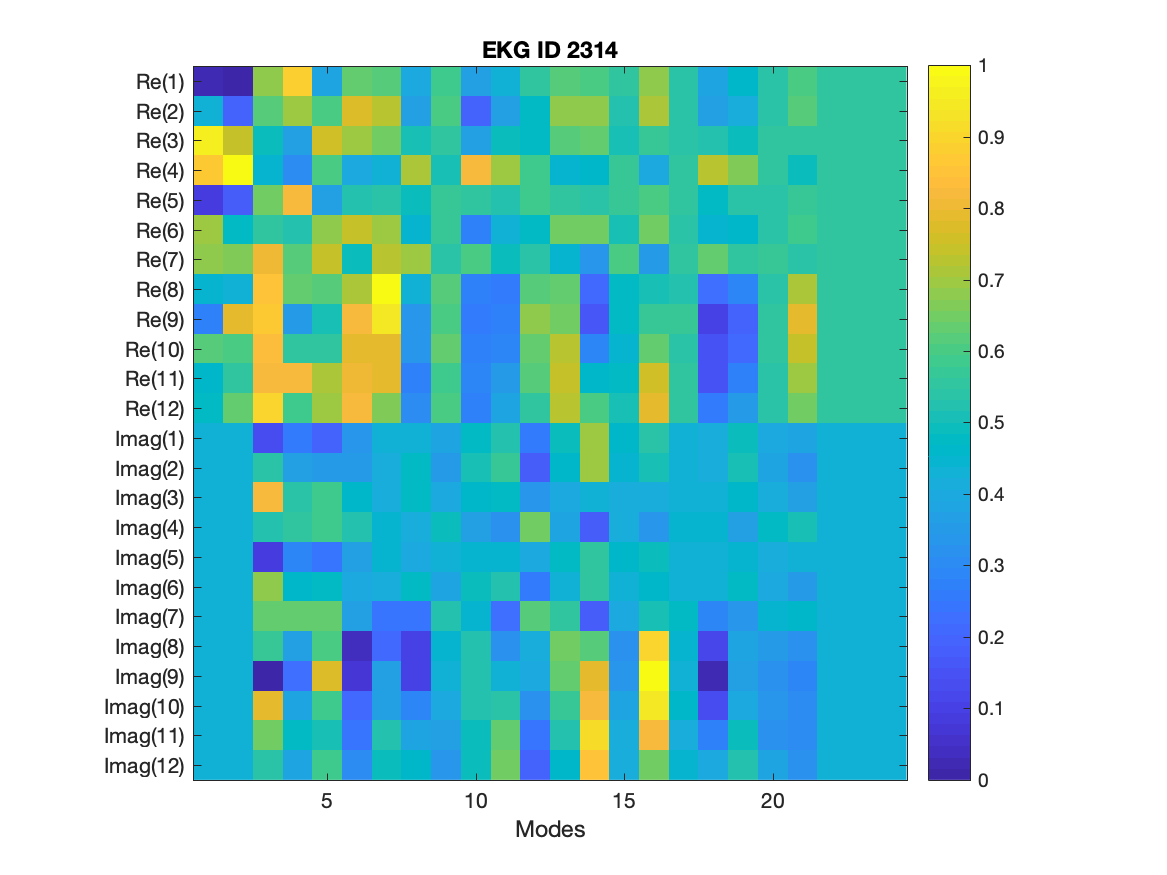 EKG ID 2314
Re(1)
Re(2)
Re(3)
Re(4)
Re(5)
Re(6)
Re(7)
Re(8)
Re(9)
Re(10)
Re(11)
Re(12)
Imag(1)
Imag(2)
Imag(3)
Imag(4)
Imag(5)
Imag(6)
Imag(7)
Imag(8)
Imag(9)
Imag(10)
Imag(11)
Imag(12)
5 10 15 20
Modes
1
0.9
0.8
0.7
0.6
0.5
0.4
0.3
0.2
0.1
0